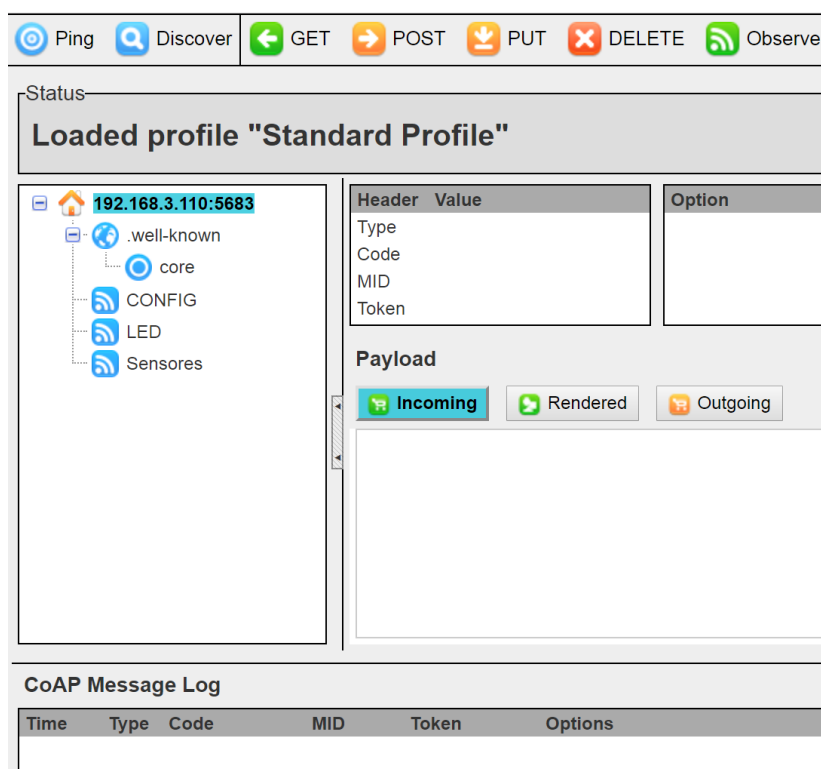 Ping Discover GET POST PUT DELETE Observe
Status
Loaded profile "Standard Profile"
192.168.3.110:5683
.well-known
core
CONFIG
LED
Sensores
Header Value
Type
Code
MID
Token
Option
Payload
Incoming Rendered Outgoing
CoAP Message Log
Time Type Code MID Token Options